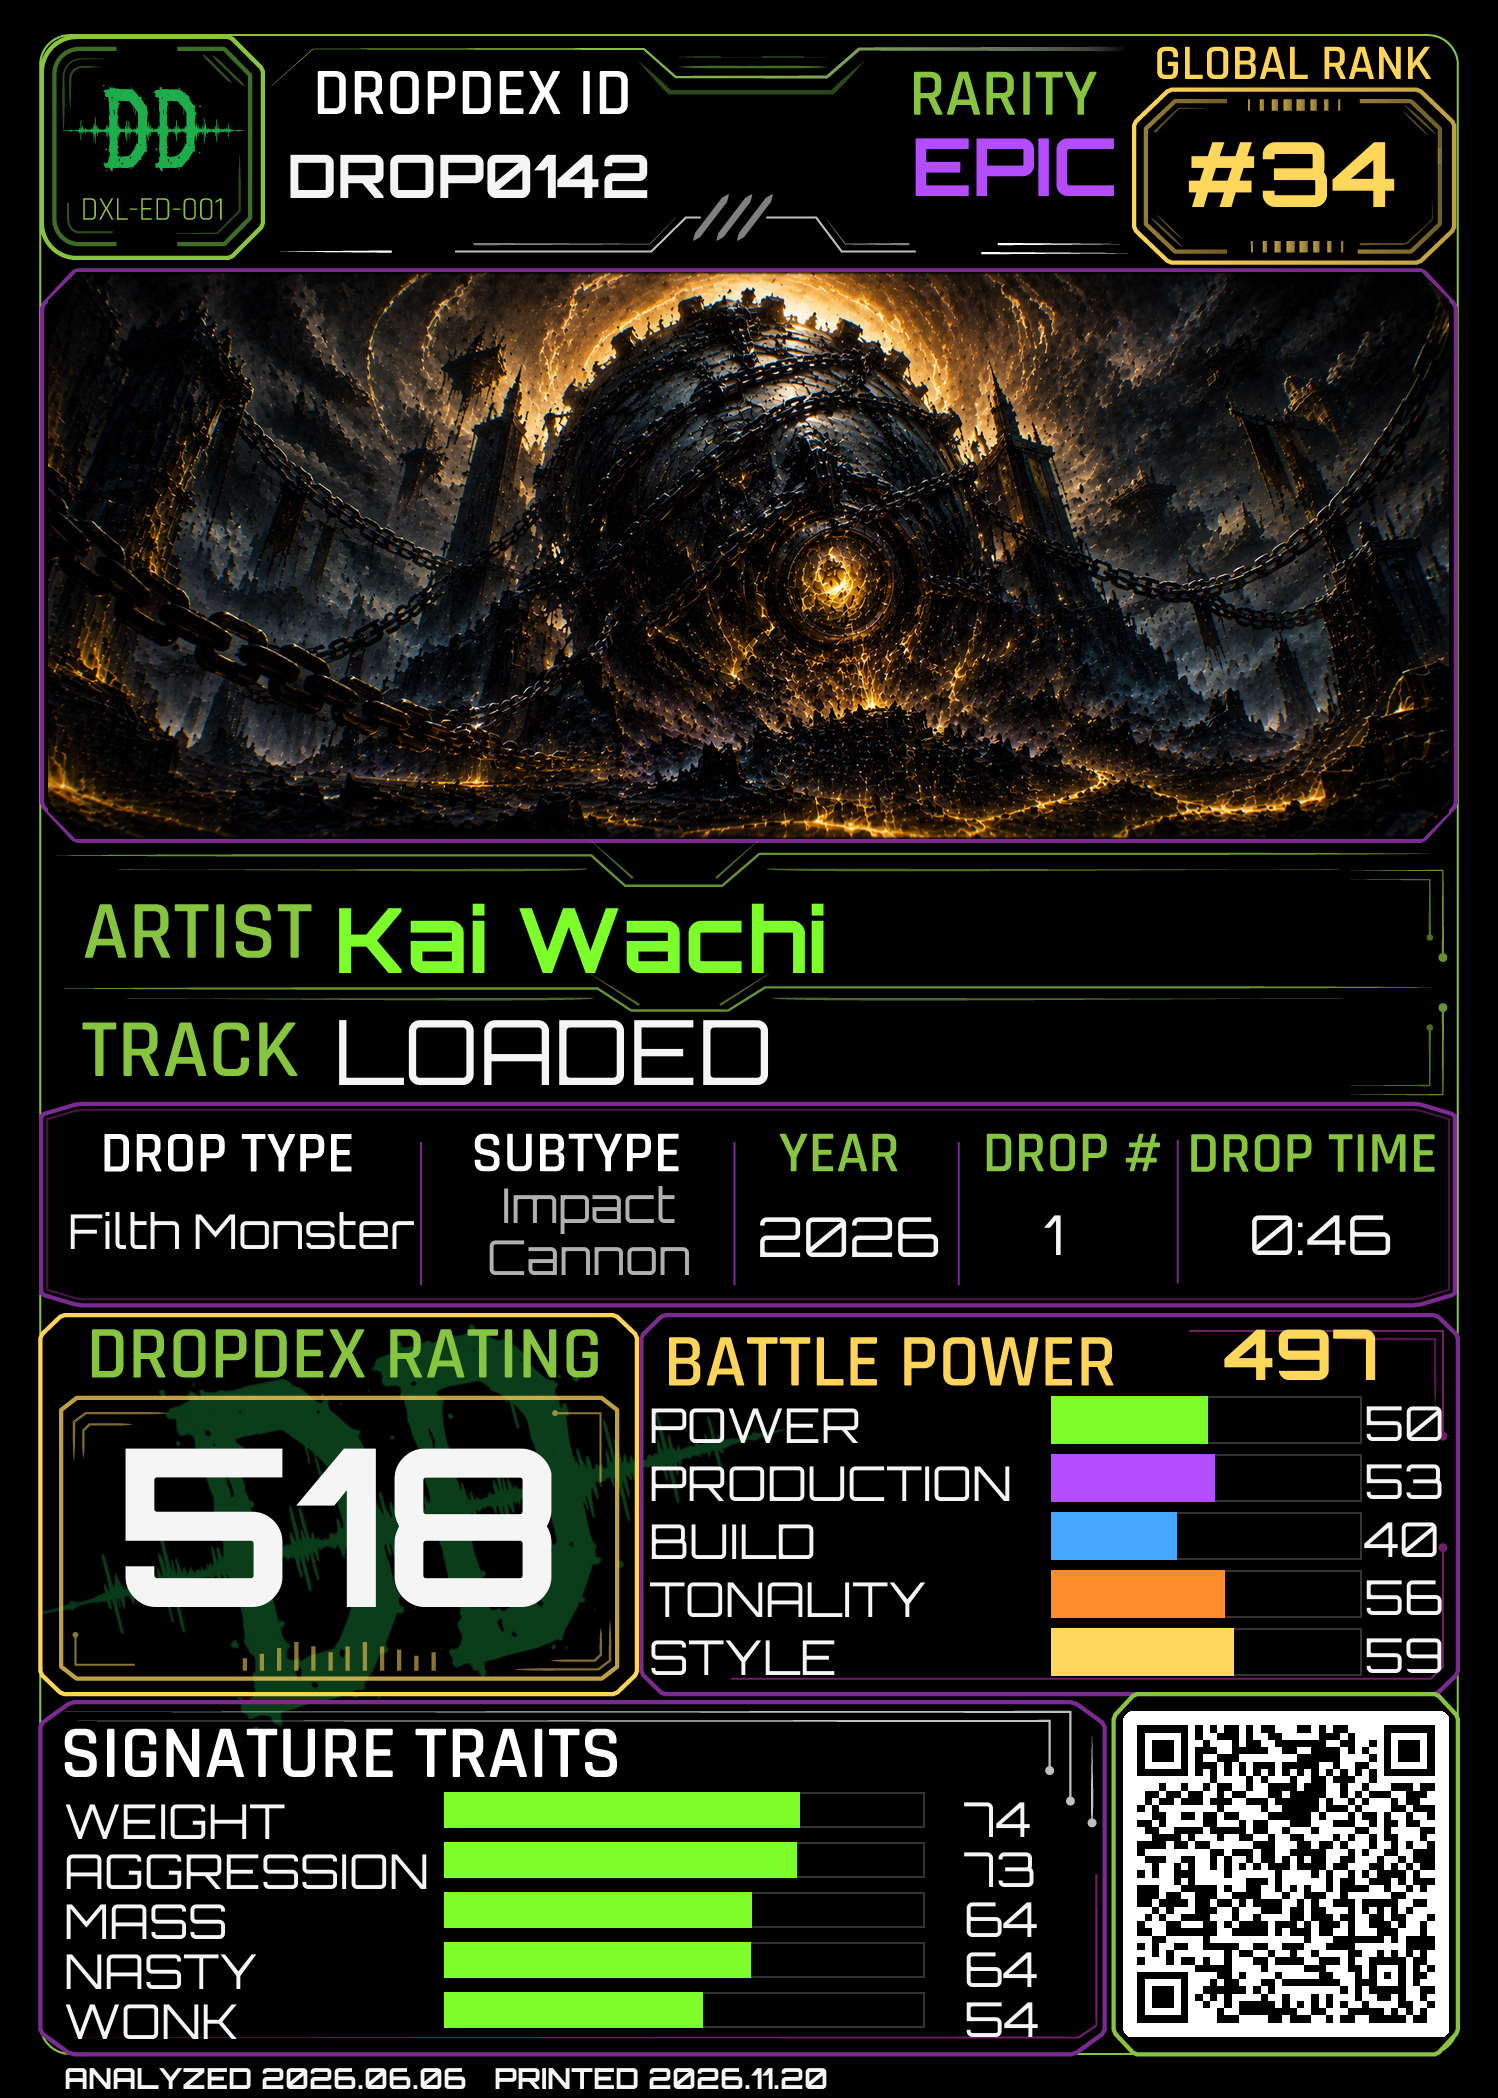 DD
DXL-ED-001
DROPDEX ID
DROP0142
RARITY
EPIC
GLOBAL RANK
#34
ARTIST Kai Wachi
TRACK LOADED
DROP TYPE
Filth Monster
SUBTYPE
Impact
Cannon
YEAR
2026
DROP #
1
DROP TIME
0:46
DROPDEX RATING
518
BATTLE POWER 497
POWER 50
PRODUCTION 53
BUILD 40
TONALITY 56
STYLE 59
SIGNATURE TRAITS
WEIGHT 74
AGGRESSION 73
MASS 64
NASTY 64
WONK 54
ANALYZED 2026.06.06 PRINTED 2026.11.20